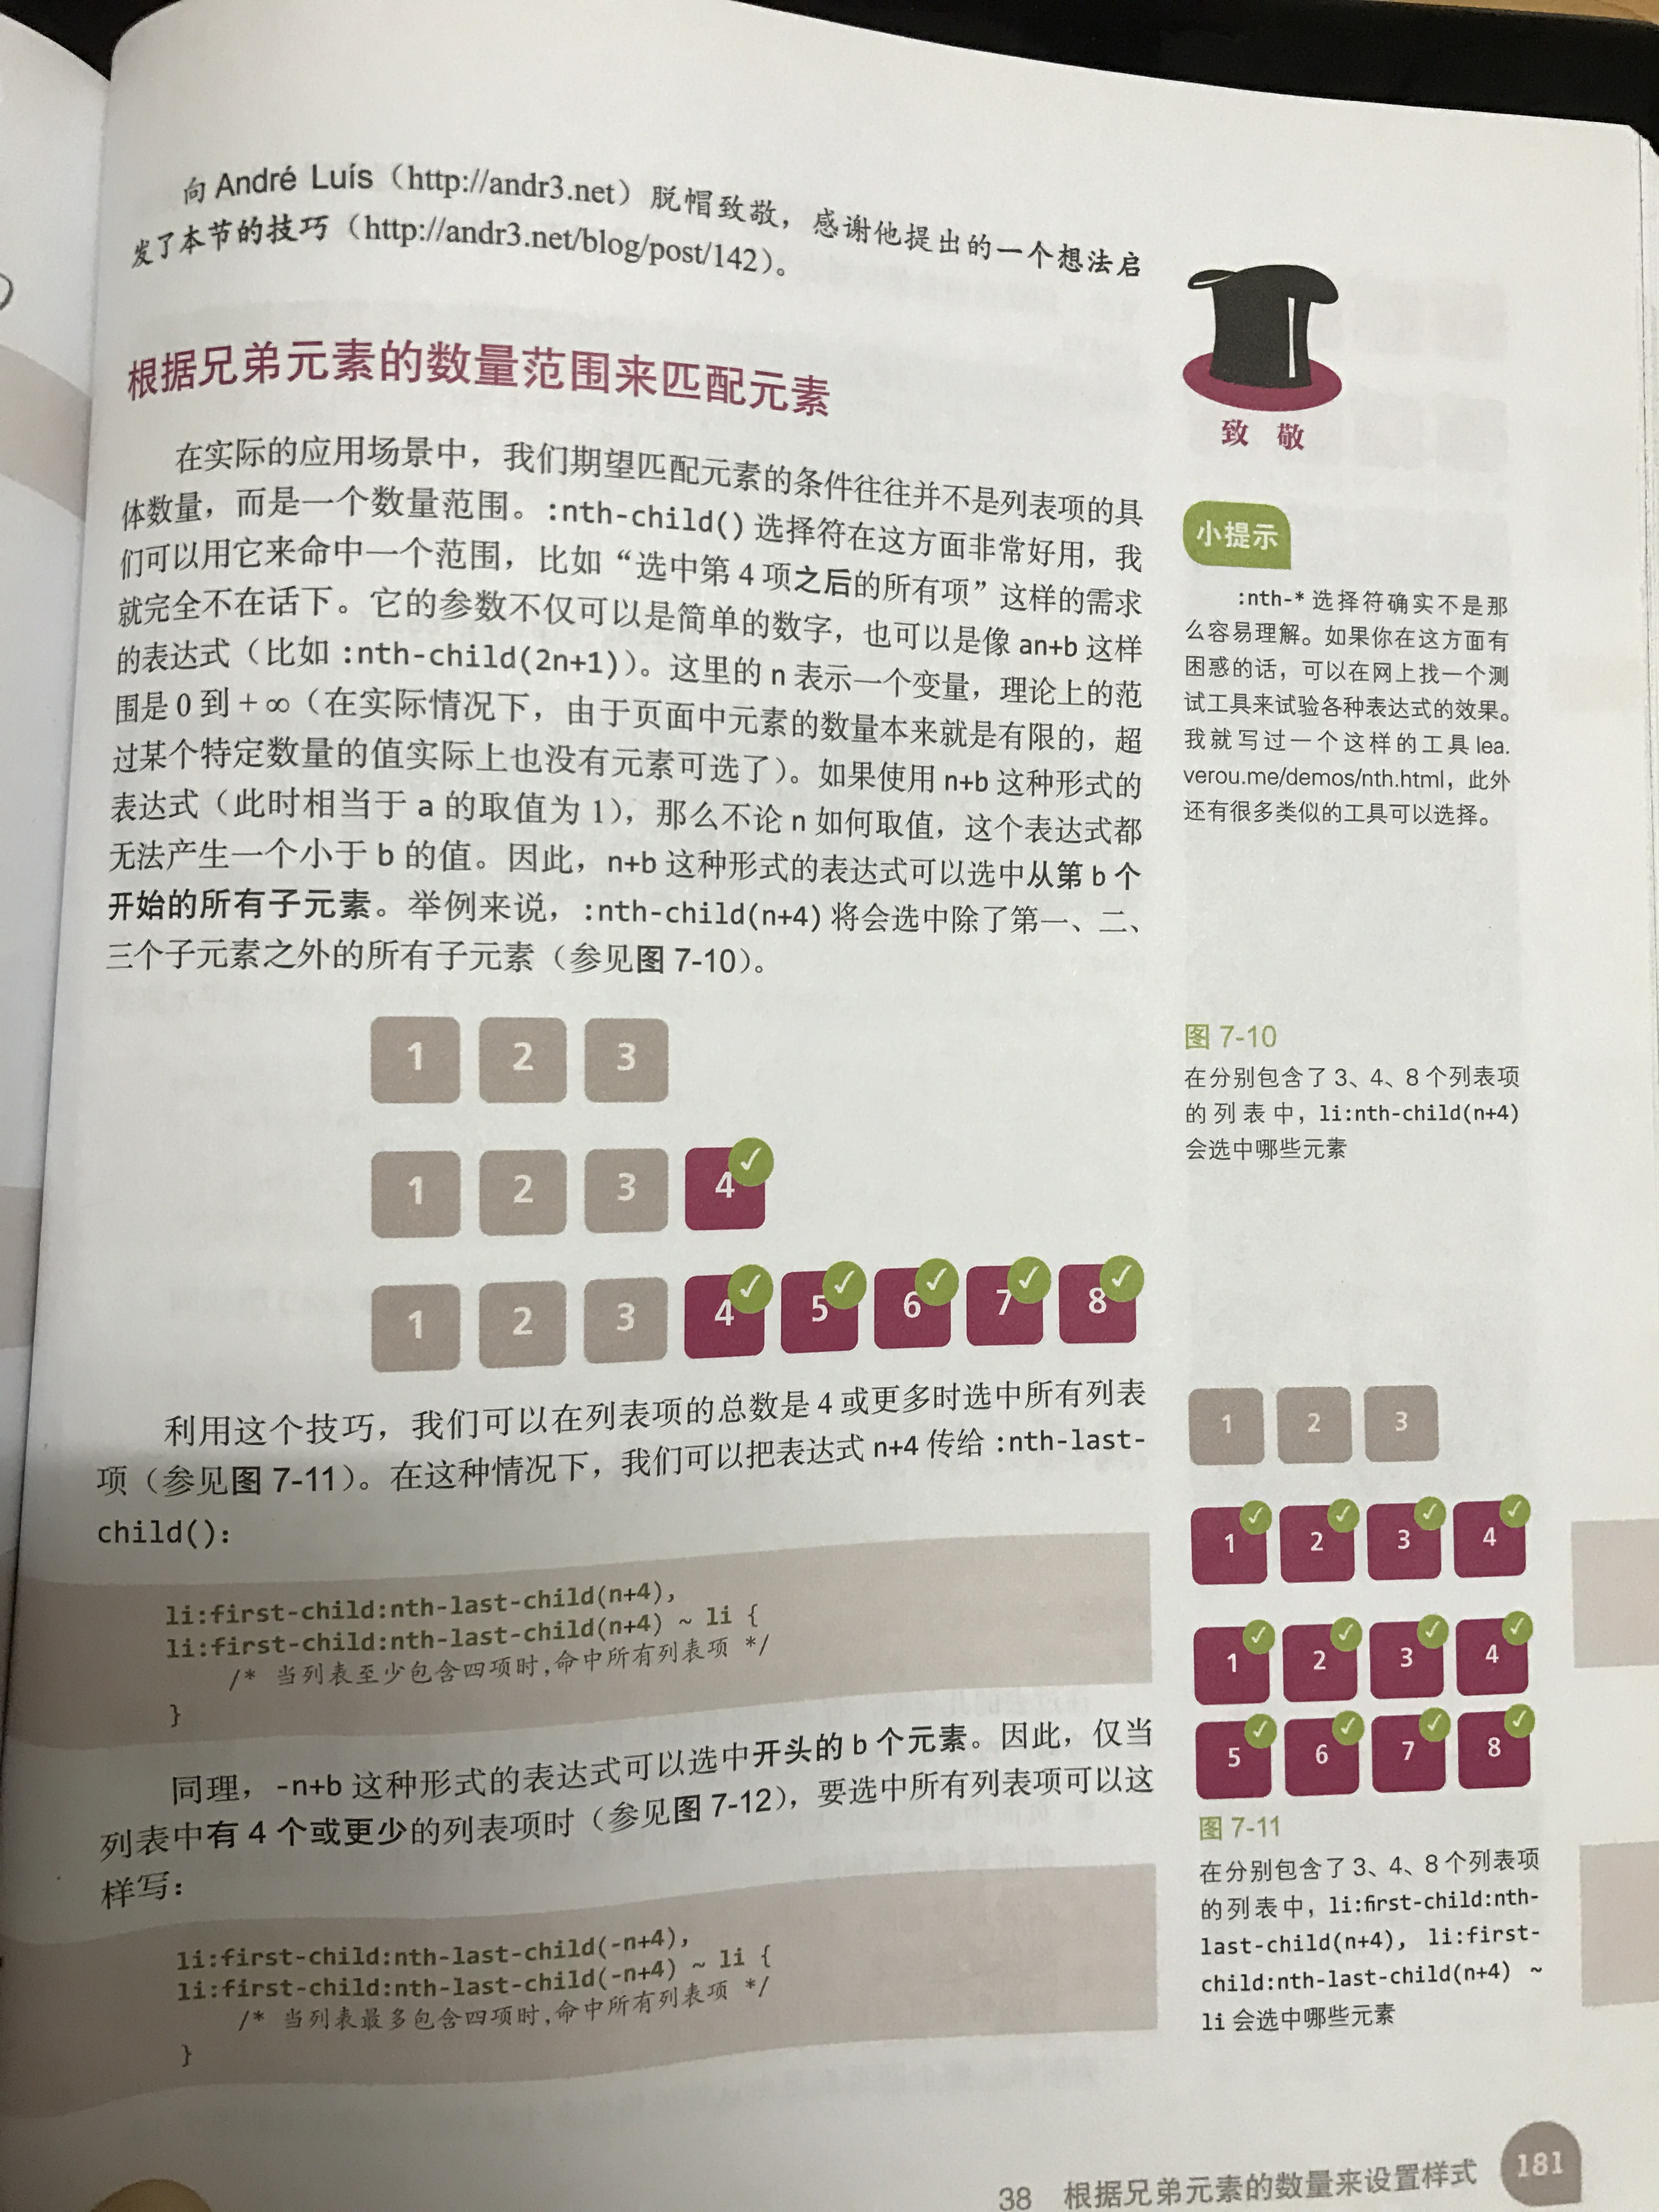 向 André Luís（http://andr3.net）脱帽致敬，感谢他提出的一个想法启
发了本节的技巧（http://andr3.net/blog/post/142）。
致 敬
根据兄弟元素的数量范围来匹配元素
在实际的应用场景中，我们期望匹配元素的条件往往并不是列表项的具
体数量，而是一个数量范围。:nth-child() 选择符在这方面非常好用，我
们可以用它来命中一个范围，比如“选中第 4 项之后的所有项”这样的需求
就完全不在话下。它的参数不仅可以是简单的数字，也可以是像 an+b 这样
的表达式（比如 :nth-child(2n+1)）。这里的 n 表示一个变量，理论上的范
围是 0 到 + ∞（在实际情况下，由于页面中元素的数量本来就是有限的，超
过某个特定数量的值实际上也没有元素可选了）。如果使用 n+b 这种形式的
表达式（此时相当于 a 的取值为 1），那么不论 n 如何取值，这个表达式都
无法产生一个小于 b 的值。因此，n+b 这种形式的表达式可以选中从第 b 个
开始的所有子元素。举例来说，:nth-child(n+4) 将会选中除了第一、二、
三个子元素之外的所有子元素（参见图 7-10）。
小提示
:nth-* 选择符确实不是那
么容易理解。如果你在这方面有
困惑的话，可以在网上找一个测
试工具来试验各种表达式的效果。
我就写过一个这样的工具 lea.
verou.me/demos/nth.html，此外
还有很多类似的工具可以选择。
1 2 3
1 2 3 4
1 2 3 4 5 6 7 8
图 7-10
在分别包含了 3、4、8 个列表项
的列表中，li:nth-child(n+4)
会选中哪些元素
利用这个技巧，我们可以在列表项的总数是 4 或更多时选中所有列表
项（参见图 7-11）。在这种情况下，我们可以把表达式 n+4 传给 :nth-last-
child()：
li:first-child:nth-last-child(n+4),
li:first-child:nth-last-child(n+4) ~ li {
/* 当列表至少包含四项时,命中所有列表项 */
}
同理，-n+b 这种形式的表达式可以选中开头的 b 个元素。因此，仅当
列表中有 4 个或更少的列表项时（参见图 7-12），要选中所有列表项可以这
样写：
li:first-child:nth-last-child(-n+4),
li:first-child:nth-last-child(-n+4) ~ li {
/* 当列表最多包含四项时,命中所有列表项 */
}
1 2 3
1 2 3 4
1 2 3 4
5 6 7 8
图 7-11
在分别包含了 3、4、8 个列表项
的列表中，li:first-child:nth-
last-child(n+4), li:first-
child:nth-last-child(n+4) ~
li 会选中哪些元素
38 根据兄弟元素的数量来设置样式 181